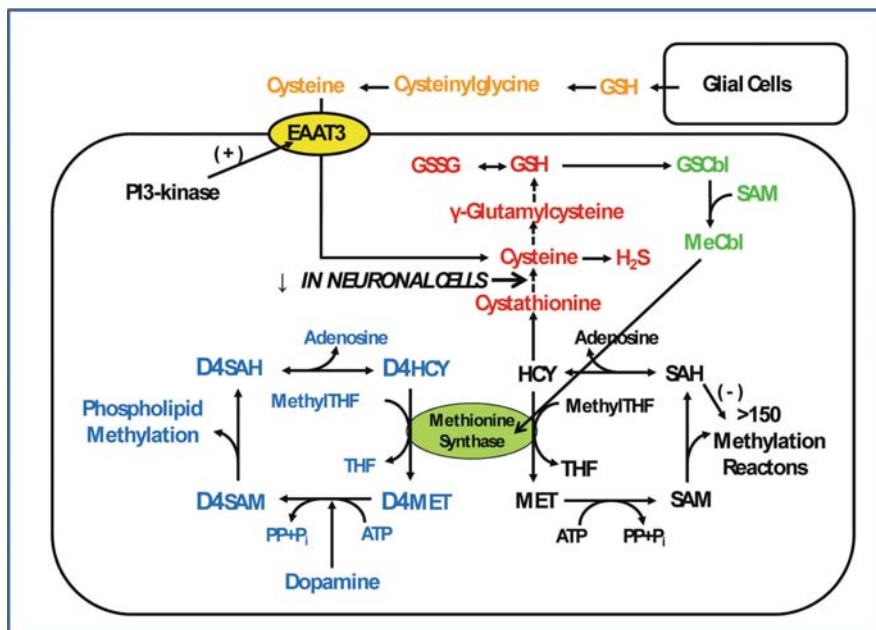 Cysteine
Cysteinylglycine
GSH
Glial Cells
EAAT3
(+)
PI3-kinase
GSSG
GSH
GSCbl
SAM
γ-Glutamylcysteine
MeCbl
Cysteine
H₂S
↓ IN NEURONAL CELLS
Cystathionine
Adenosine
Adenosine
D4SAH
D4HCY
HCY
SAH
(-)
Phospholipid
Methylation
MethylTHF
Methionine
Synthase
MethylTHF
>150
Methylation
Reactons
THF
THF
D4SAM
D4MET
MET
SAM
PP+Pᵢ
ATP
ATP
PP+Pᵢ
Dopamine